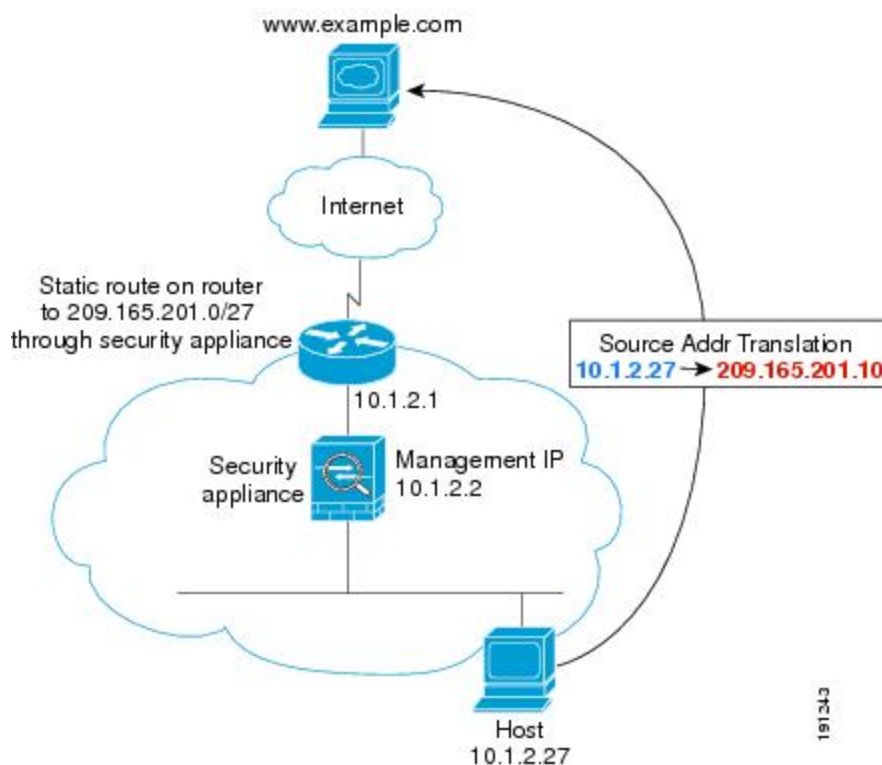 www.example.com
Internet
Static route on router
to 209.165.201.0/27
through security appliance
Source Addr Translation
10.1.2.27 209.165.201.10
10.1.2.1
Security
appliance
Management IP
10.1.2.2
Host
10.1.2.27
191243